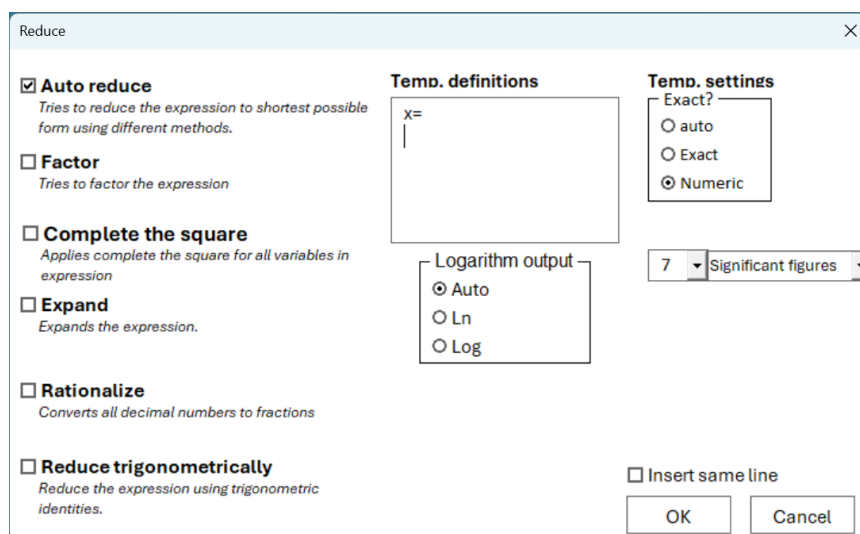 Reduce
Auto reduce
Tries to reduce the expression to shortest possible
form using different methods.
Factor
Tries to factor the expression
Complete the square
Applies complete the square for all variables in
expression
Expand
Expands the expression.
Rationalize
Converts all decimal numbers to fractions
Reduce trigonometrically
Reduce the expression using trigonometric
identities.
Temp. definitions
x=
Logarithm output
Auto
Ln
Log
Temp. settings
Exact?
auto
Exact
Numeric
7 Significant figures
Insert same line
OK Cancel